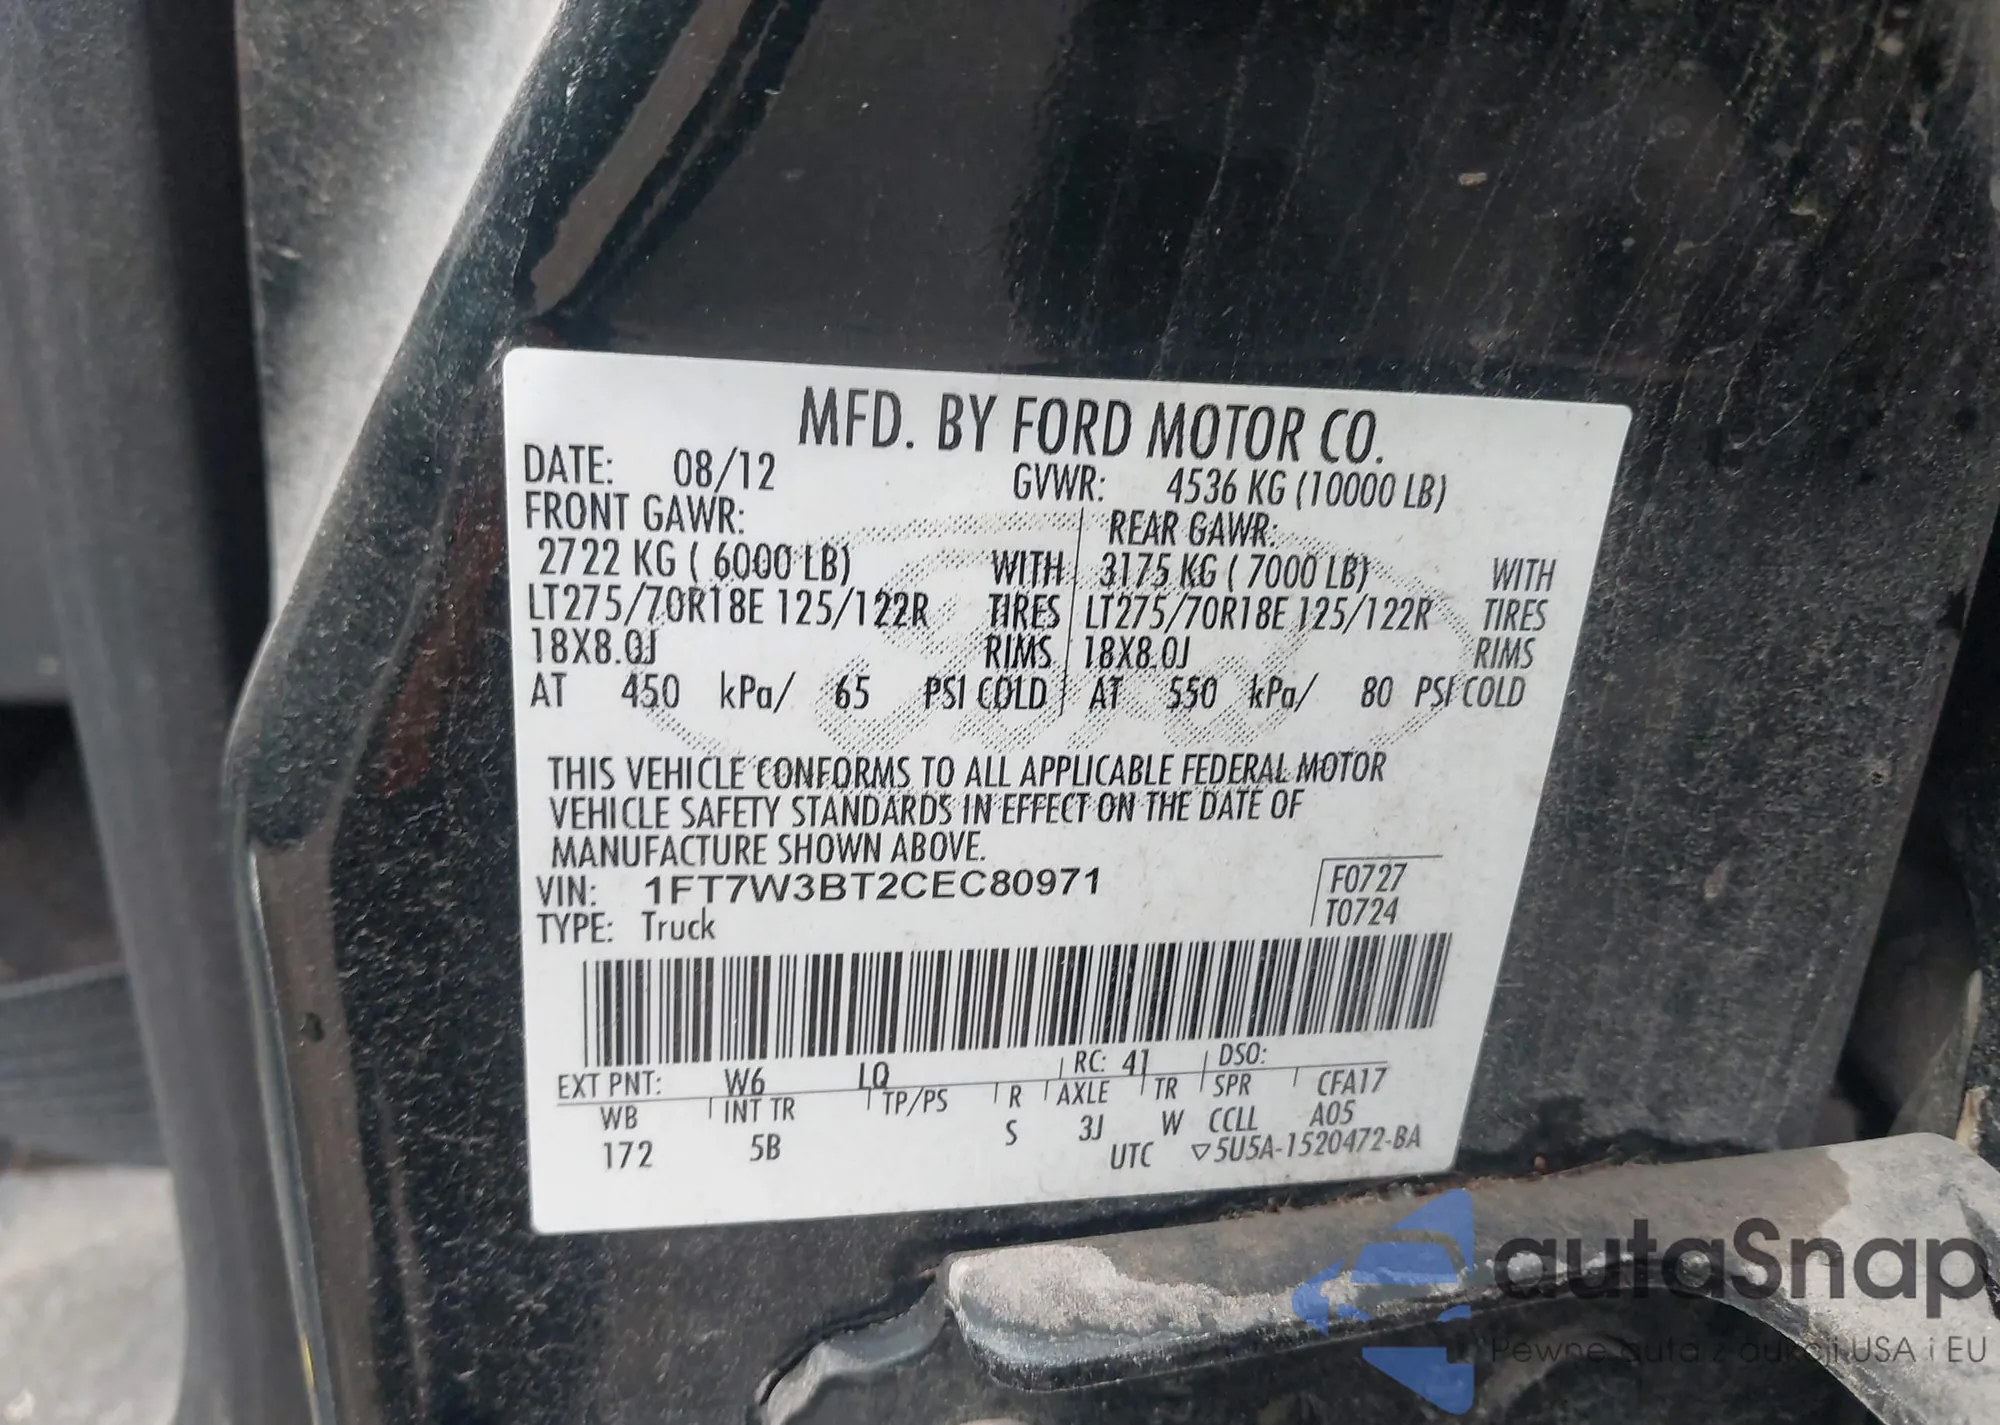 MFD. BY FORD MOTOR CO.
DATE: 08/12 GVWR: 4536 KG (10000 LB)
FRONT GAWR: REAR GAWR:
2722 KG ( 6000 LB) WITH 3175 KG ( 7000 LB) WITH
LT275/70R18E 125/122R TIRES LT275/70R18E 125/122R TIRES
18X8.0J RIMS 18X8.0J RIMS
AT 450 kPa/ 65 PSI COLD AT 550 kPa/ 80 PSI COLD
THIS VEHICLE CONFORMS TO ALL APPLICABLE FEDERAL MOTOR
VEHICLE SAFETY STANDARDS IN EFFECT ON THE DATE OF
MANUFACTURE SHOWN ABOVE.
VIN: 1FT7W3BT2CEC80971 F0727
TYPE: Truck T0724
EXT PNT: W6 LQ RC: 41 DSO:
WB INT TR TP/PS R AXLE TR SPR CFA17
172 5B S 3J W CCLL A05
UTC ▽5U5A-1520472-BA
autaSnap
Pewne auta z aukcji USA i EU